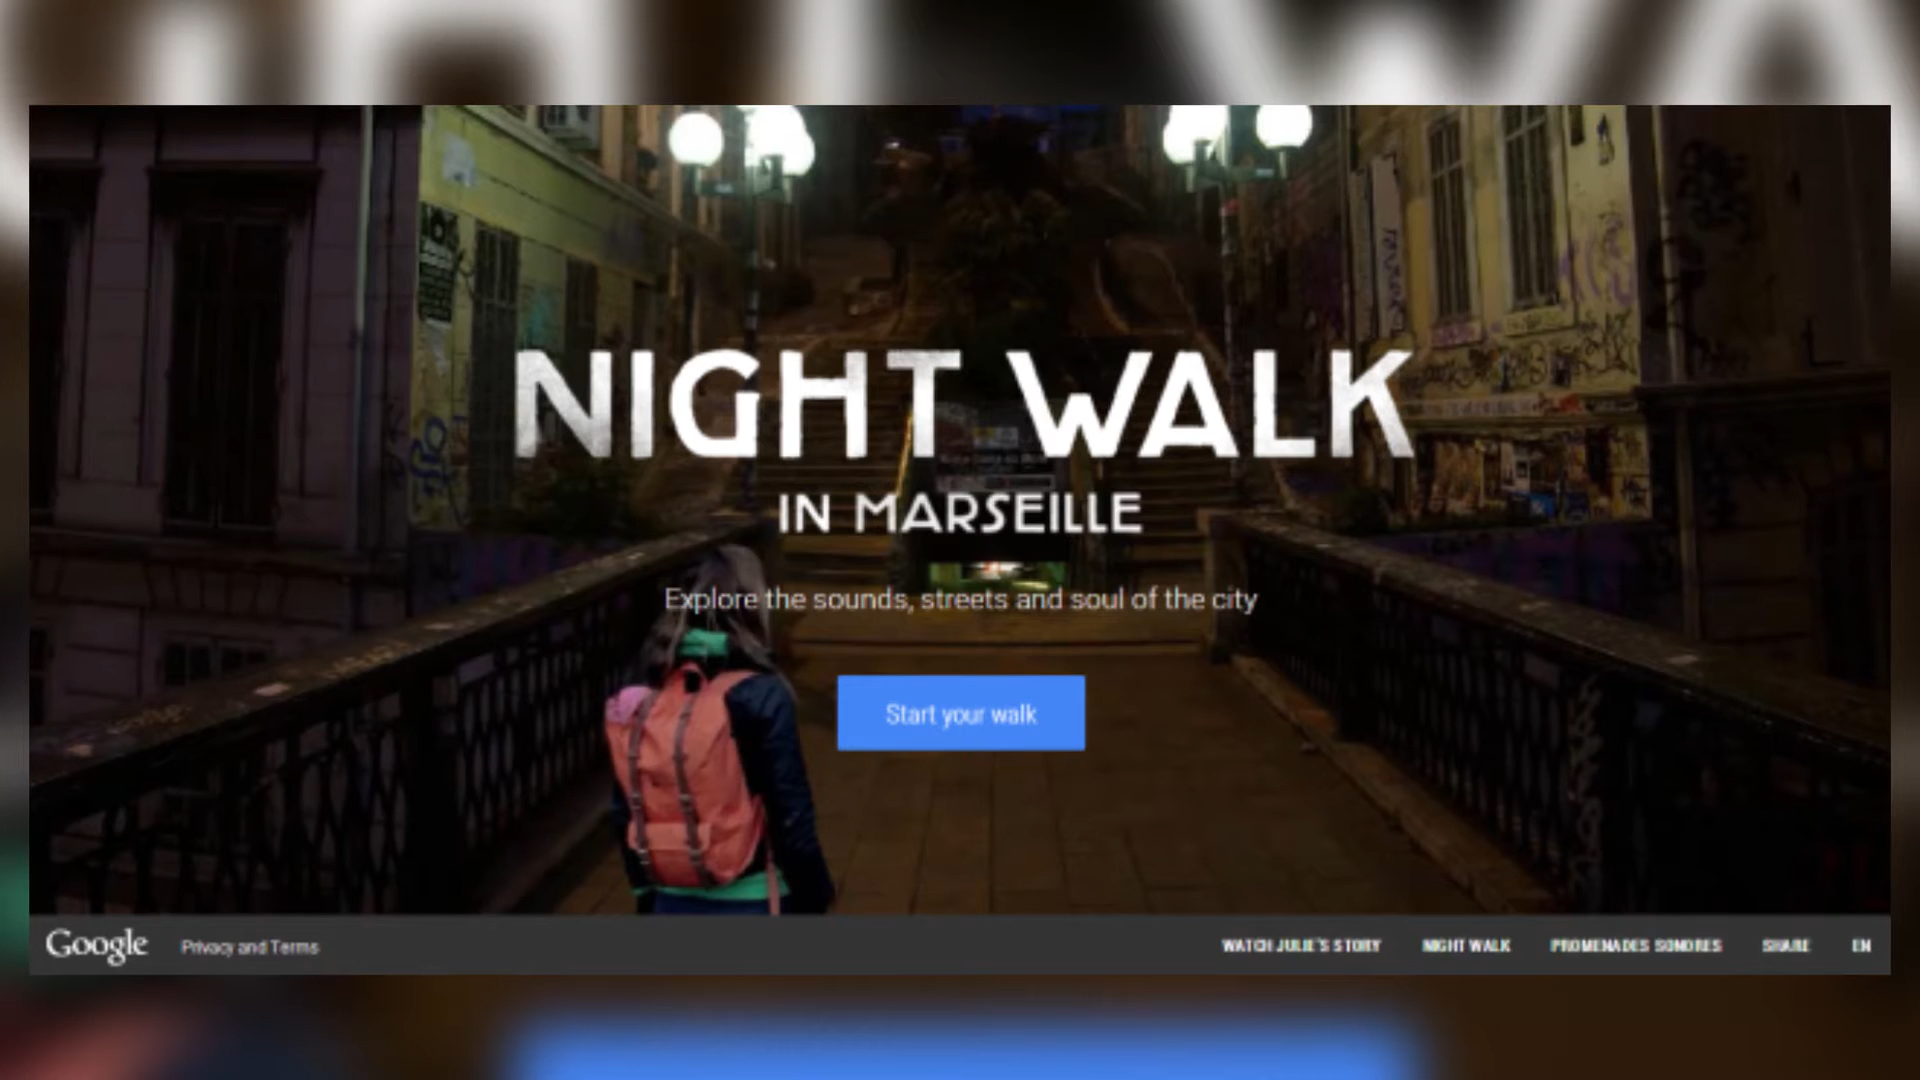 NIGHT WALK
IN MARSEILLE
Explore the sounds, streets and soul of the city
Start your walk
Google Privacy and Terms WATCH JULIE'S STORY NIGHT WALK PROMENADES SONORES SHARE EN